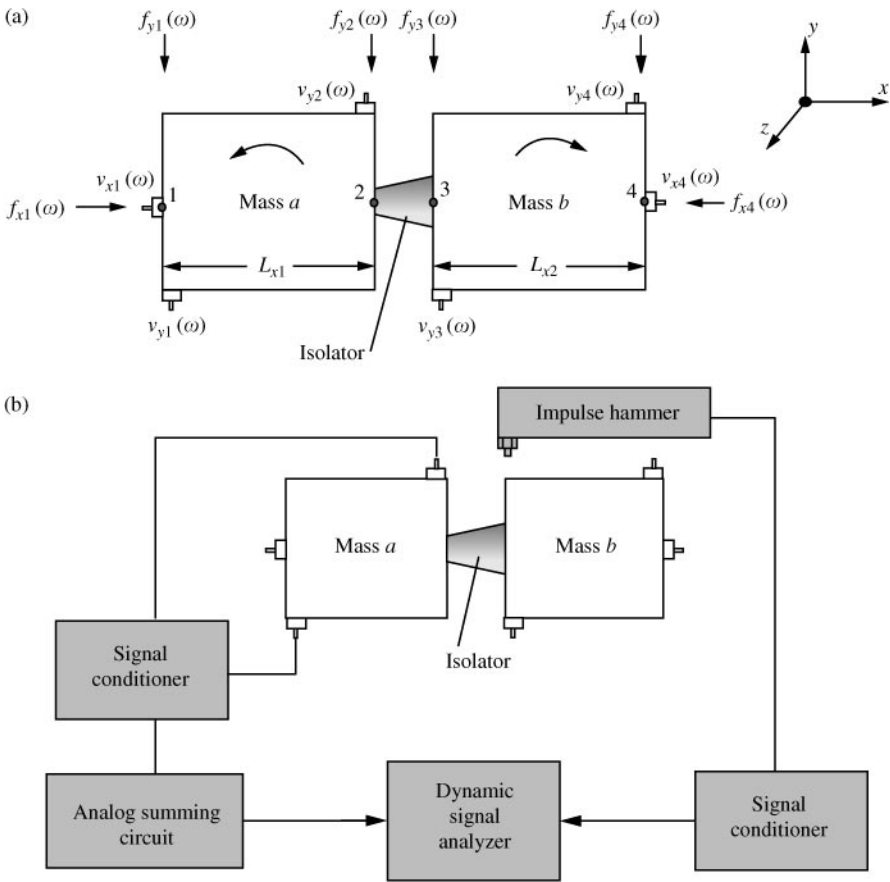 (a)
f_y1(ω)
f_y2(ω)
f_y3(ω)
f_y4(ω)
y
x
z
v_y2(ω)
v_y4(ω)
v_x1(ω)
f_x1(ω)
1
Mass a
2
3
Mass b
4
v_x4(ω)
f_x4(ω)
L_x1
L_x2
v_y1(ω)
v_y3(ω)
Isolator
(b)
Impulse hammer
Mass a
Mass b
Isolator
Signal
conditioner
Analog summing
circuit
Dynamic
signal
analyzer
Signal
conditioner